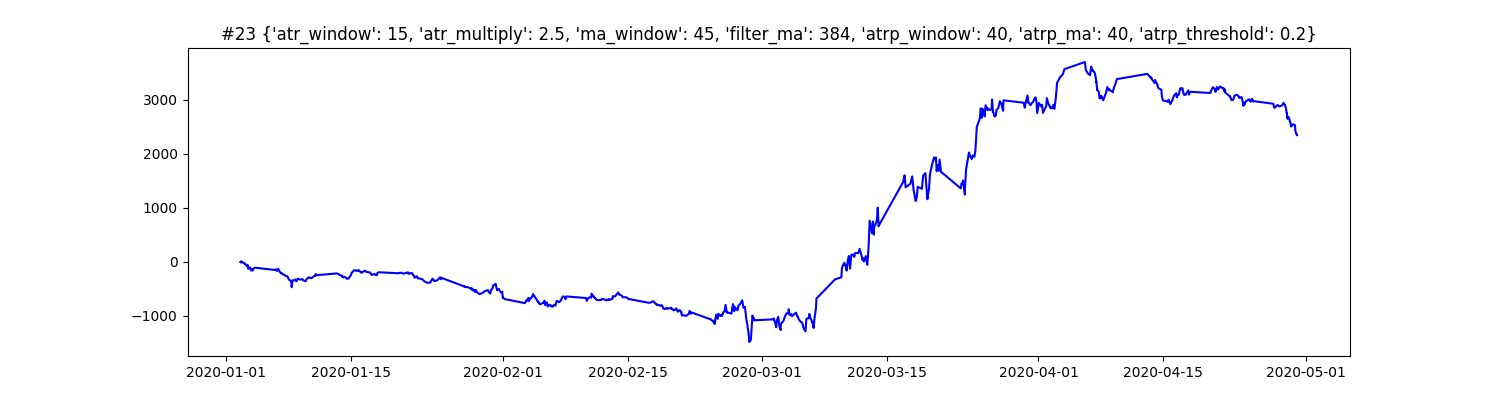 #23 {'atr_window': 15, 'atr_multiply': 2.5, 'ma_window': 45, 'filter_ma': 384, 'atrp_window': 40, 'atrp_ma': 40, 'atrp_threshold': 0.2}
3000
2000
1000
0
−1000
2020-01-01 2020-01-15 2020-02-01 2020-02-15 2020-03-01 2020-03-15 2020-04-01 2020-04-15 2020-05-01